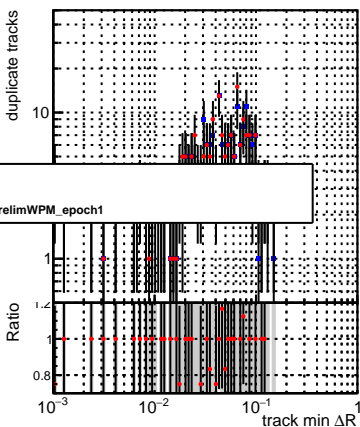 duplicate tracks
10
relimWPM_epoch1
1
Ratio
1.2
1
0.8
10⁻³
10⁻²
10⁻¹
1
track min ΔR